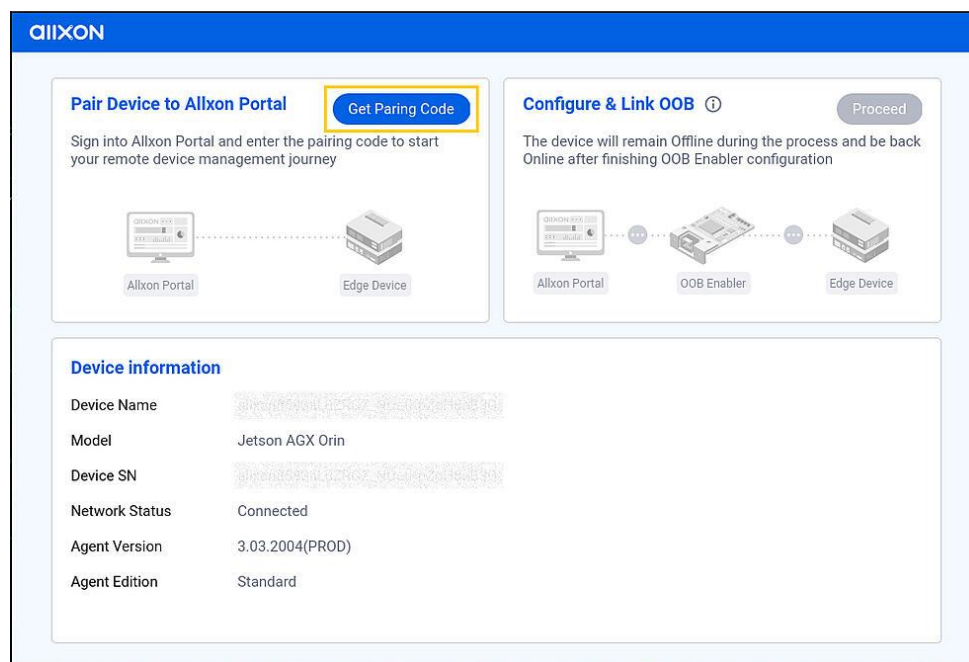 allxon
Pair Device to Allxon Portal
Get Paring Code
Sign into Allxon Portal and enter the pairing code to start
your remote device management journey
Allxon Portal
Edge Device
Configure & Link OOB
Proceed
The device will remain Offline during the process and be back
Online after finishing OOB Enabler configuration
Allxon Portal
OOB Enabler
Edge Device
Device information
Device Name
Model Jetson AGX Orin
Device SN
Network Status Connected
Agent Version 3.03.2004(PROD)
Agent Edition Standard